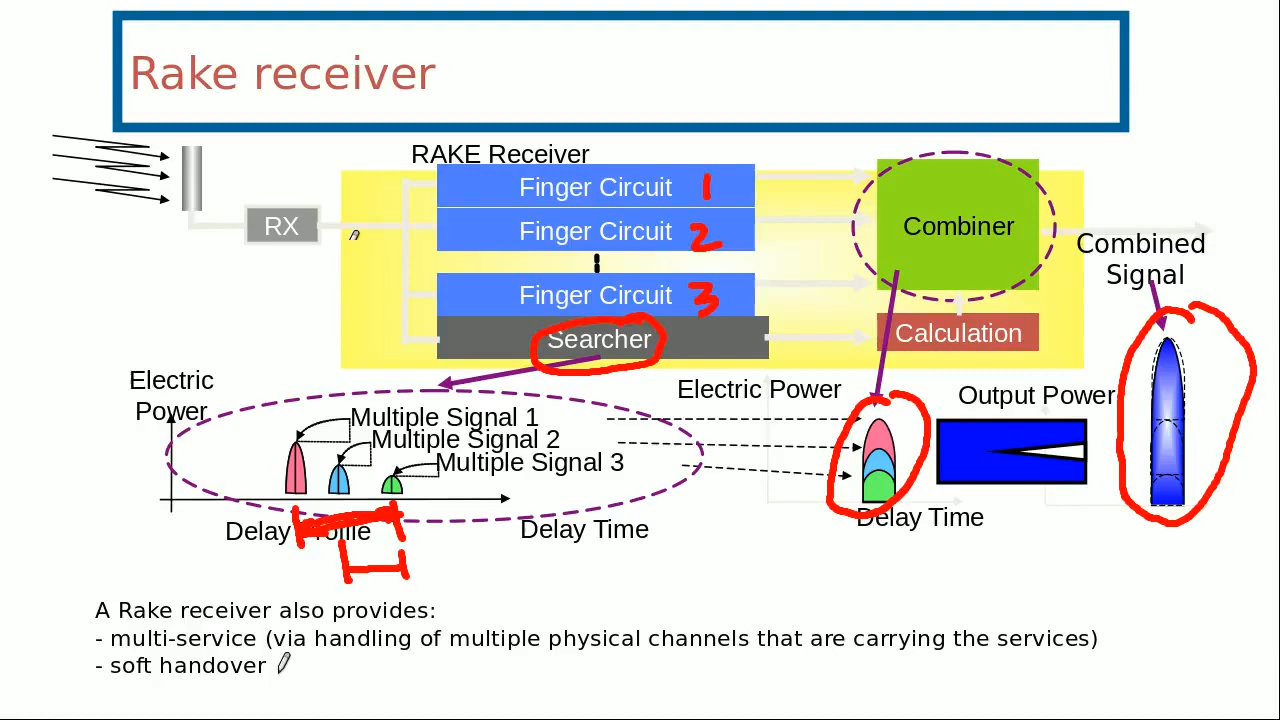 Rake receiver
RAKE Receiver
Finger Circuit 1
RX
Finger Circuit 2
Combiner
Combined
Signal
Finger Circuit 3
Searcher
Calculation
Electric
Power
Electric Power
Output Power
Multiple Signal 1
Multiple Signal 2
Multiple Signal 3
Delay
Delay Time
Delay Time
A Rake receiver also provides:
- multi-service (via handling of multiple physical channels that are carrying the services)
- soft handover